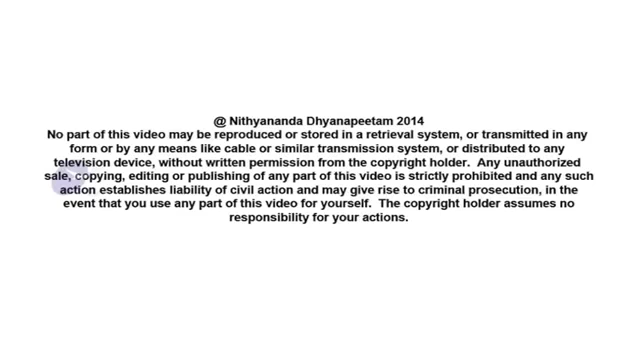 @ Nithyananda Dhyanapeetam 2014
No part of this video may be reproduced or stored in a retrieval system, or transmitted in any
form or by any means like cable or similar transmission system, or distributed to any
television device, without written permission from the copyright holder.  Any unauthorized
sale, copying, editing or publishing of any part of this video is strictly prohibited and any such
action establishes liability of civil action and may give rise to criminal prosecution, in the
event that you use any part of this video for yourself.  The copyright holder assumes no
responsibility for your actions.